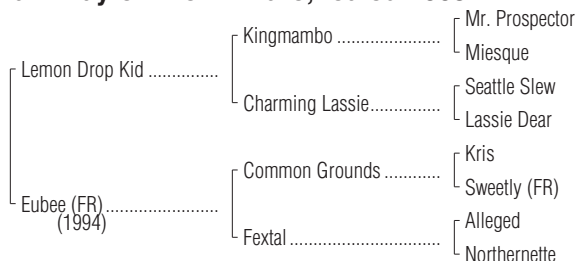 Mr. Prospector
Kingmambo ......................
Miesque
Lemon Drop Kid ...............
Seattle Slew
Charming Lassie...............
Lassie Dear
Kris
Common Grounds ............
Sweetly (FR)
Eubee (FR) ........................
(1994)
Alleged
Fextal ................................
Northernette